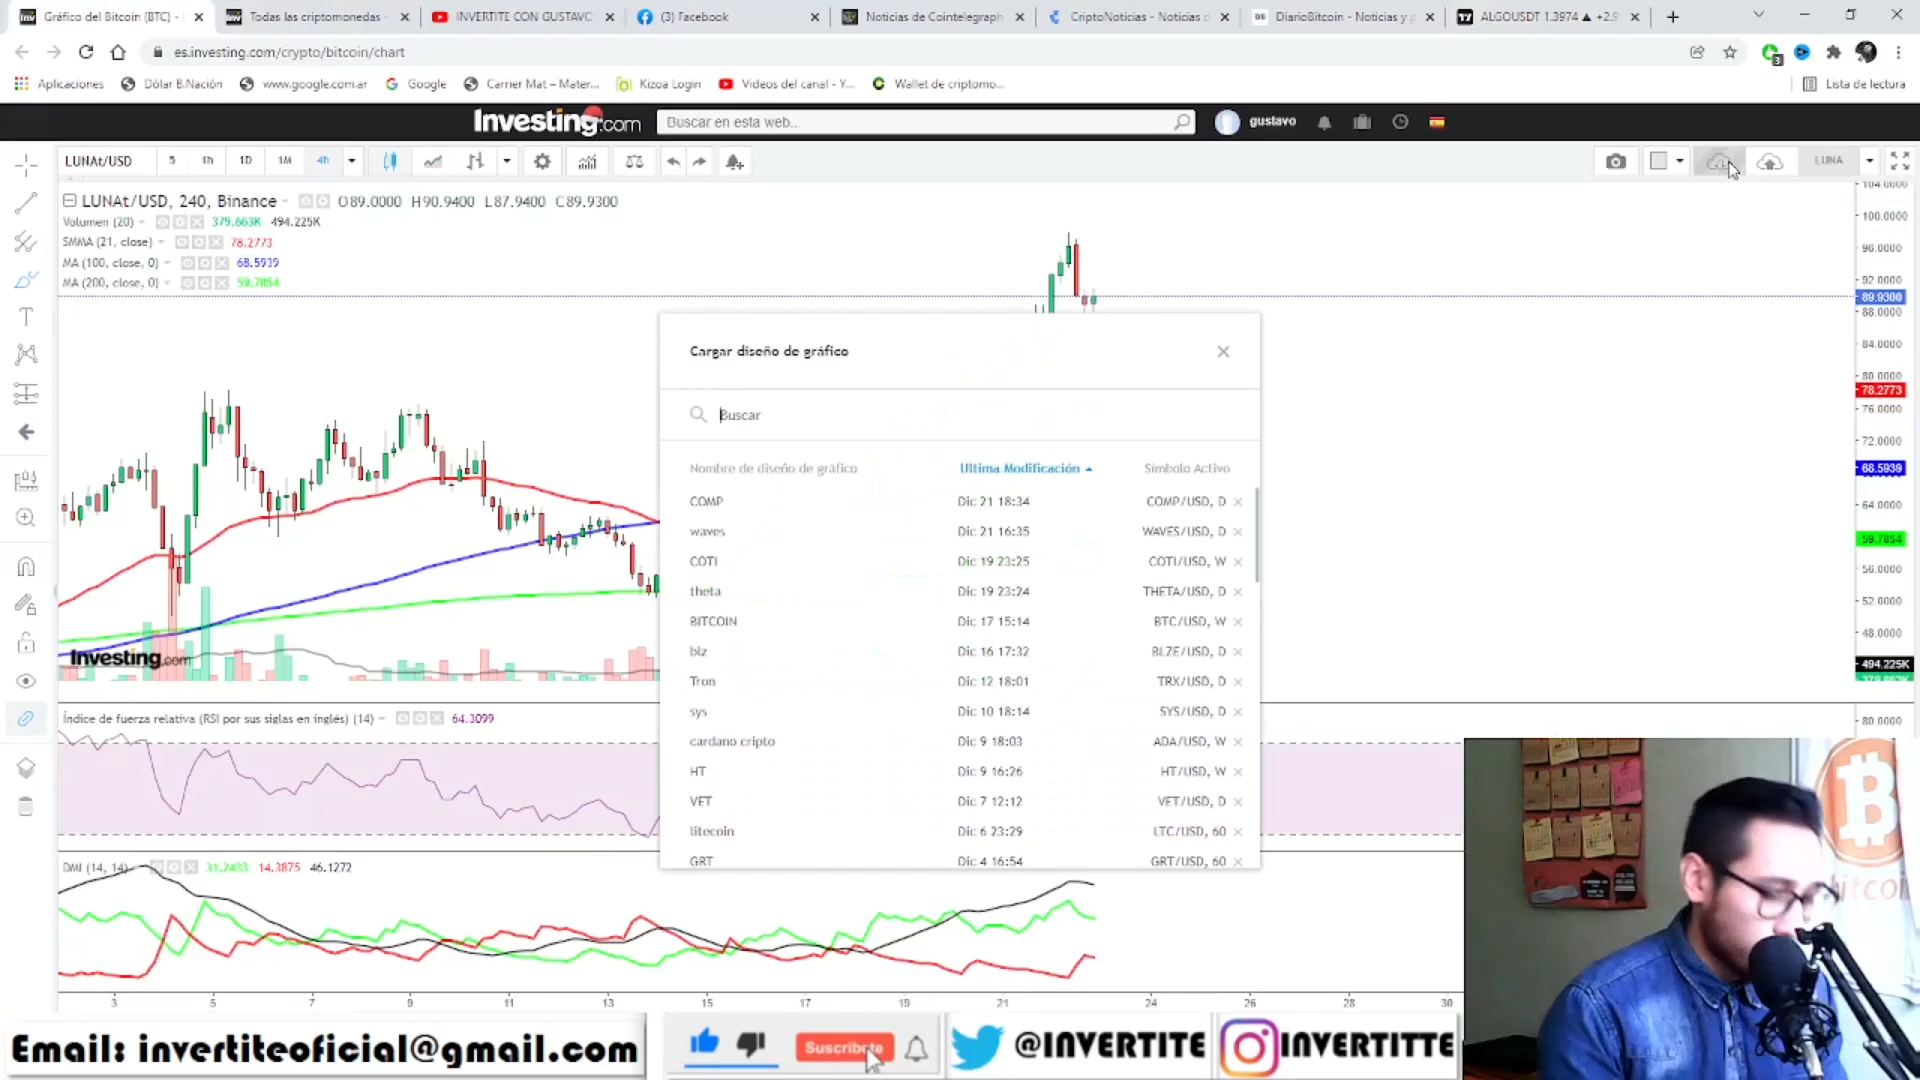 Gráfico del Bitcoin (BTC) -
Todas las criptomonedas -
INVERTITE CON GUSTAVO
(3) Facebook
Noticias de Cointelegraph
CriptoNoticias - Noticias d
DiarioBitcoin - Noticias y p
ALGOUSDT 1.3974 ▲ +2.9
es.investing.com/crypto/bitcoin/chart
3
Aplicaciones
Dólar B.Nación
www.google.com.ar
Google
Carrier Mat – Mater...
Kizoa Login
Videos del canal - Y...
Wallet de criptomo...
Lista de lectura
Investing.com
Buscar en esta web...
gustavo
LUNAt/USD
5
1h
1D
1M
4h
LUNA
LUNAt/USD, 240, Binance
O89.0000 H90.9400 L87.9400 C89.9300
Volumen (20) 379.663K 494.225K
SMMA (21, close) 78.2773
MA (100, close, 0) 68.5939
MA (200, close, 0) 59.7854
104.0000
100.0000
96.0000
92.0000
89.9300
88.0000
84.0000
80.0000
78.2773
76.0000
72.0000
68.5939
64.0000
59.7854
56.0000
52.0000
48.0000
494.225K
379.663K
Cargar diseño de gráfico
Buscar
Nombre de diseño de gráfico Ultima Modificación Símbolo Activo
COMP Dic 21 18:34 COMP/USD, D
waves Dic 21 16:35 WAVES/USD, D
COTI Dic 19 23:25 COTI/USD, W
theta Dic 19 23:24 THETA/USD, D
BITCOIN Dic 17 15:14 BTC/USD, W
blz Dic 16 17:32 BLZE/USD, D
Tron Dic 12 18:01 TRX/USD, D
sys Dic 10 18:14 SYS/USD, D
cardano cripto Dic 9 18:03 ADA/USD, W
HT Dic 9 16:26 HT/USD, W
VET Dic 7 12:12 VET/USD, D
litecoin Dic 6 23:29 LTC/USD, 60
GRT Dic 4 16:54 GRT/USD, 60
Investing.com
Índice de fuerza relativa (RSI por sus siglas en inglés) (14) 64.3099
80.0000
DMI (14, 14) 31.2433 14.3875 46.1272
3 5 7 9 11 13 15 17 19 21 24 26 28 30
itcoi
Email: invertiteoficial@gmail.com
Suscribete
@INVERTITE
INVERTITTE